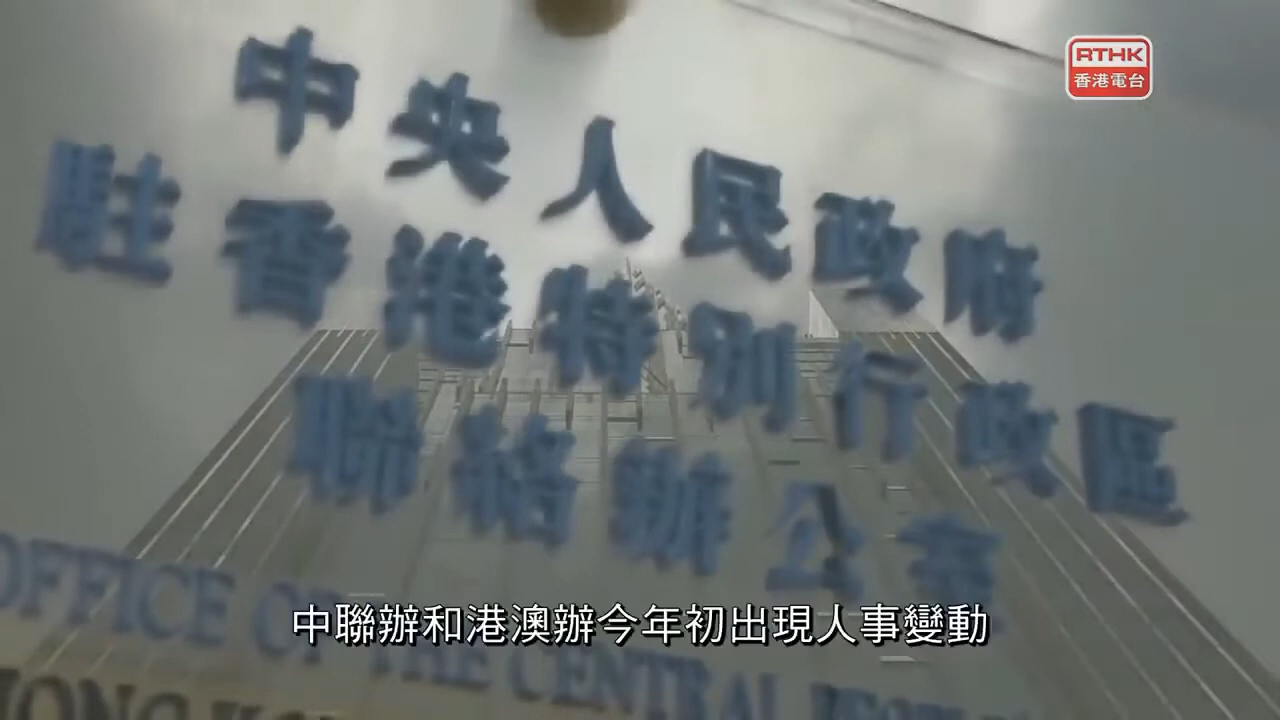 RTHK
香港電台
中央人民政府
駐香港特別行政區
聯絡辦公室
OFFICE OF THE CENTRAL PEOPLE
HONG
中聯辦和港澳辦今年初出現人事變動